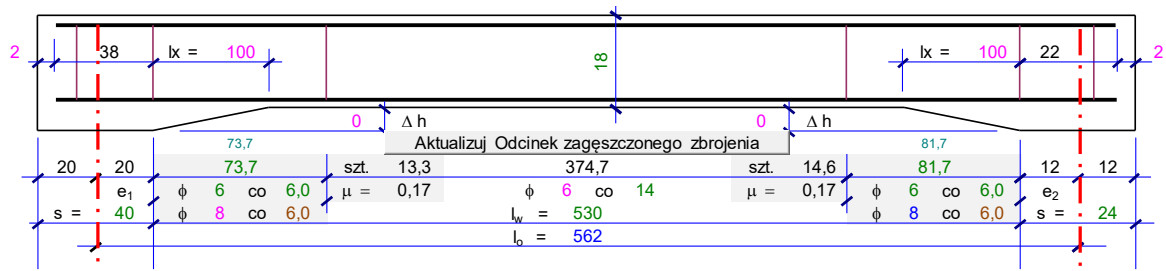 2 38 lx = 100 18 lx = 100 22 2
0 Δ h 0 Δ h
73,7 Aktualizuj Odcinek zagęszczonego zbrojenia 81,7
20 20 73,7 szt. 13,3 374,7 szt. 14,6 81,7 12 12
e₁ ϕ 6 co 6,0 μ = 0,17 ϕ 6 co 14 μ = 0,17 ϕ 6 co 6,0 e₂
s = 40 ϕ 8 co 6,0 l_w = 530 ϕ 8 co 6,0 s = 24
l_o = 562